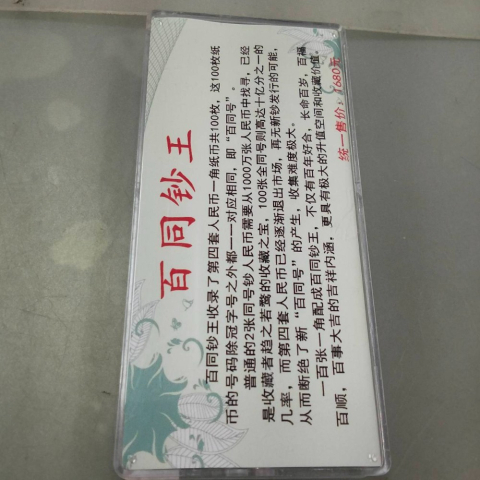 百同钞王
百同钞王收录了第四套人民币一角纸币共100枚，这100枚纸
币的号码除冠字号之外都一一对应相同，即“百同号”。
普通的2张同号钞人民币需要从1000万张人民币中找寻，已经
是收藏者趋之若鹜的收藏之宝，100张全同号则高达十亿分之一的
几率，而第四套人民币已经逐渐退出市场，再无新钞发行的可能，
从而断绝了新“百同号”的产生，收集难度极大。
一百张一角配成百同钞王，不仅有百年好合，长命百岁，百福
百顺，百事大吉的吉祥内涵，更具有极大的升值空间和收藏价值。
统一售价：1680元